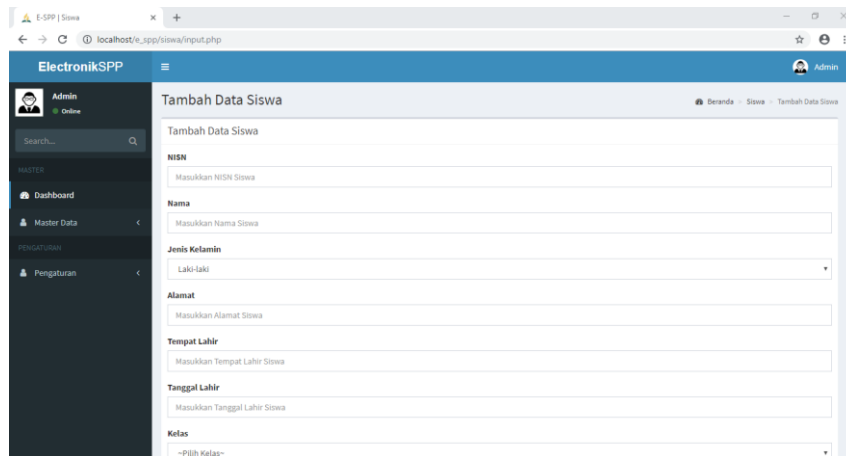 E-SPP | Siswa
localhost/e_spp/siswa/input.php
ElectronikSPP
Admin
Admin
Online
Search...
MASTER
Dashboard
Master Data
PENGATURAN
Pengaturan
Tambah Data Siswa
Beranda > Siswa > Tambah Data Siswa
Tambah Data Siswa
NISN
Masukkan NISN Siswa
Nama
Masukkan Nama Siswa
Jenis Kelamin
Laki-laki
Alamat
Masukkan Alamat Siswa
Tempat Lahir
Masukkan Tempat Lahir Siswa
Tanggal Lahir
Masukkan Tanggal Lahir Siswa
Kelas
~Pilih Kelas~